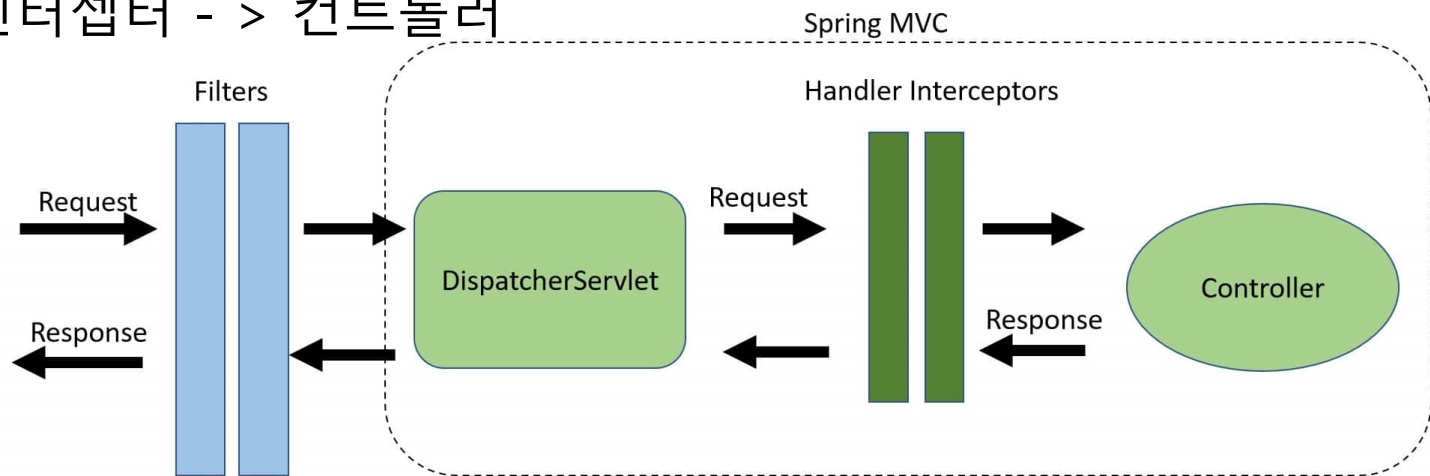 인터셉터 - > 컨트롤러
Spring MVC
Filters
Handler Interceptors
Request
Request
DispatcherServlet
Controller
Response
Response